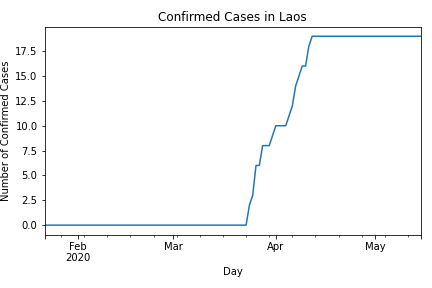 Confirmed Cases in Laos
Number of Confirmed Cases
17.5
15.0
12.5
10.0
7.5
5.0
2.5
0.0
Feb
2020
Mar
Apr
May
Day